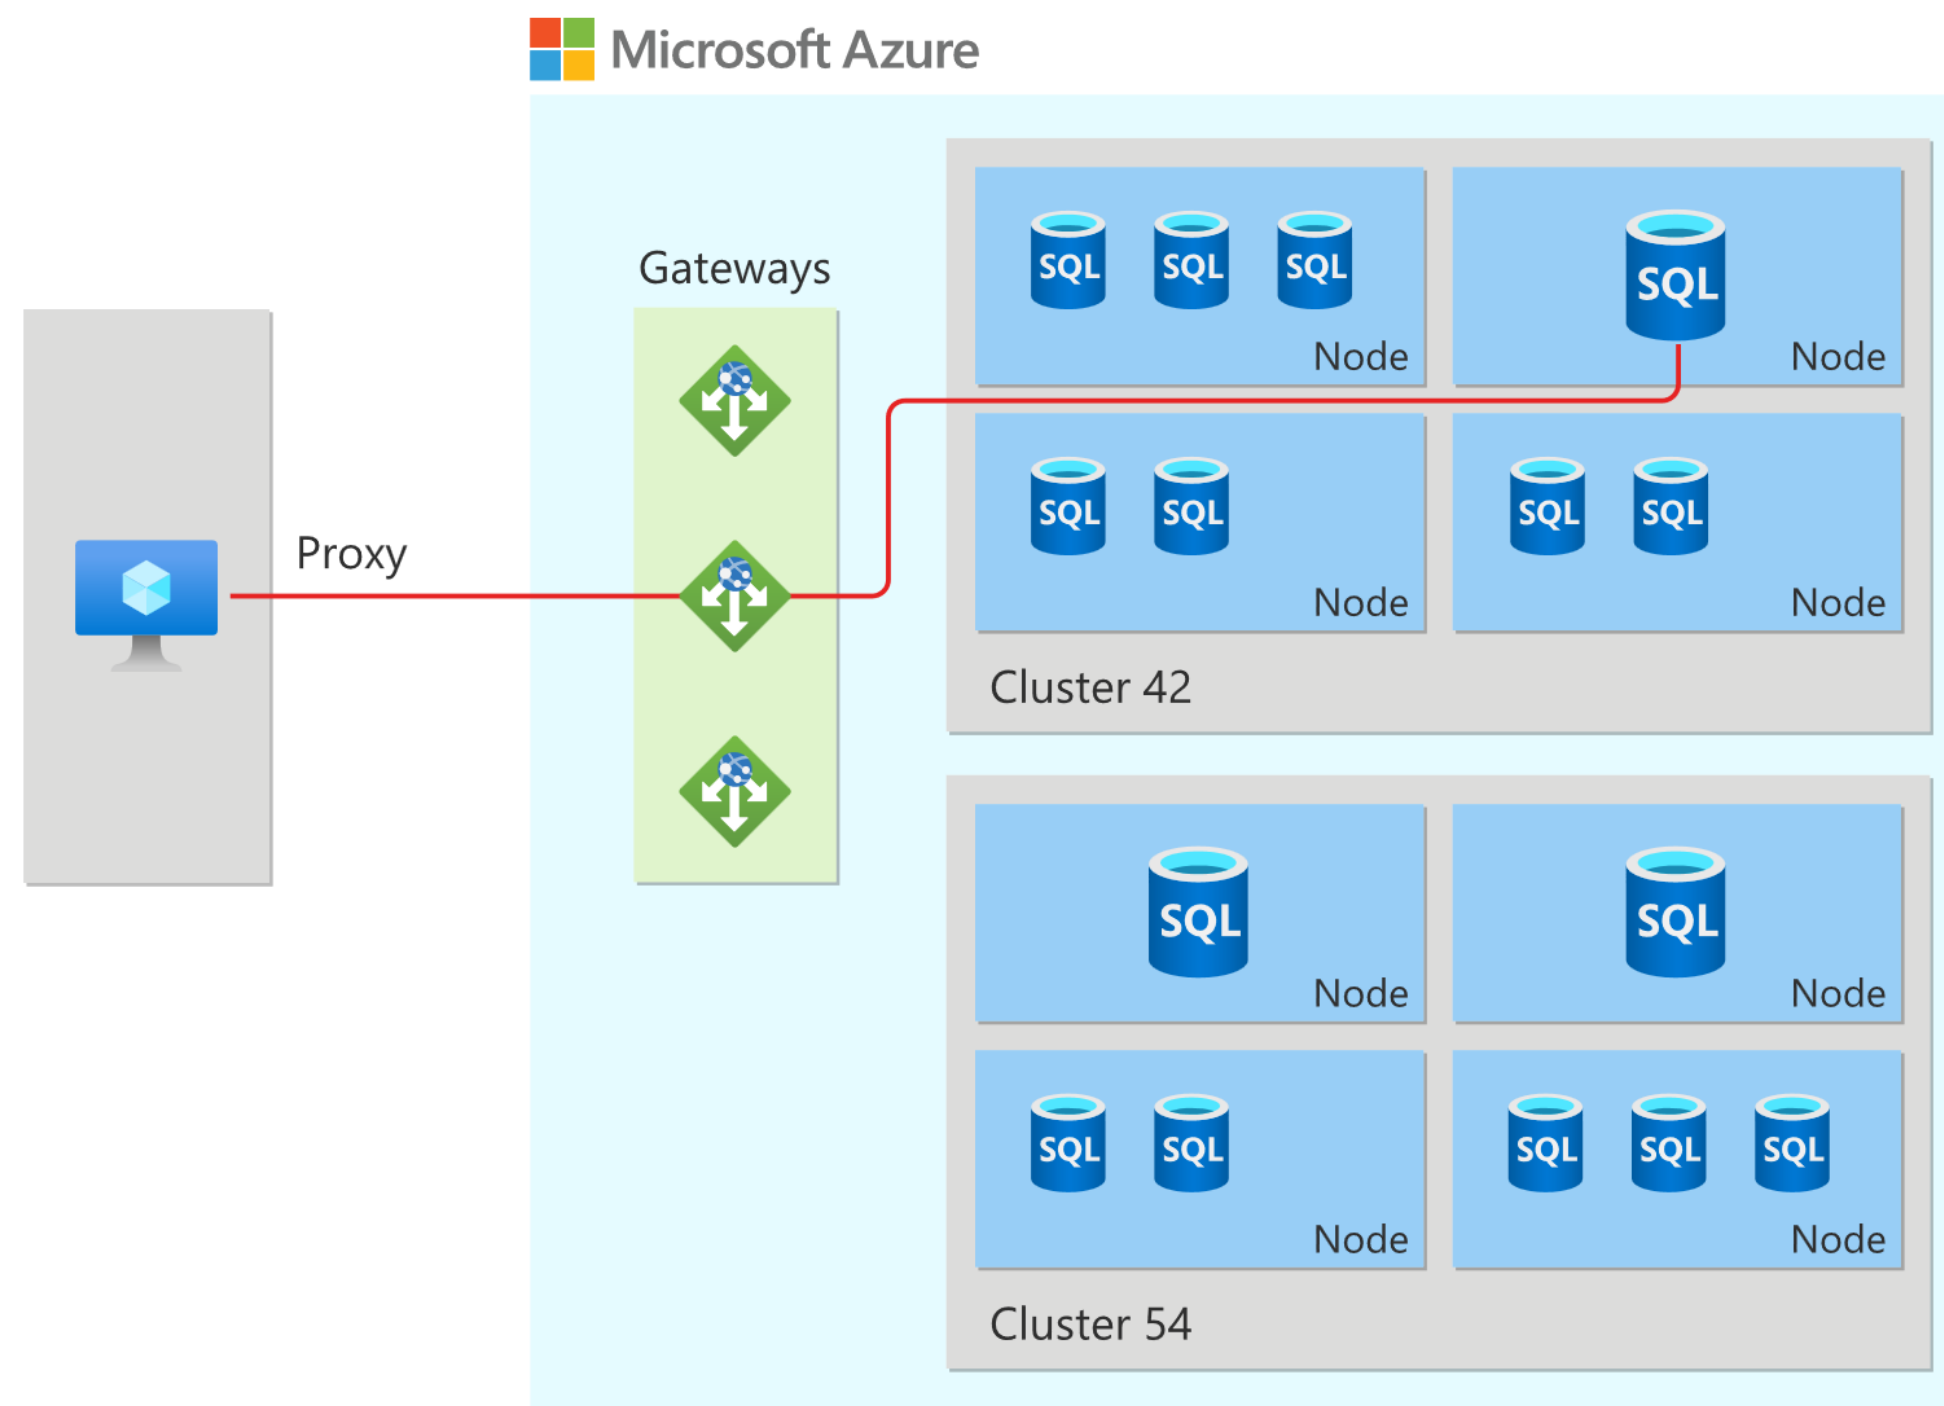 Microsoft Azure
Gateways
Proxy
SQL SQL SQL
Node
SQL
Node
SQL SQL
Node
SQL SQL
Node
Cluster 42
SQL
Node
SQL
Node
SQL SQL
Node
SQL SQL SQL
Node
Cluster 54